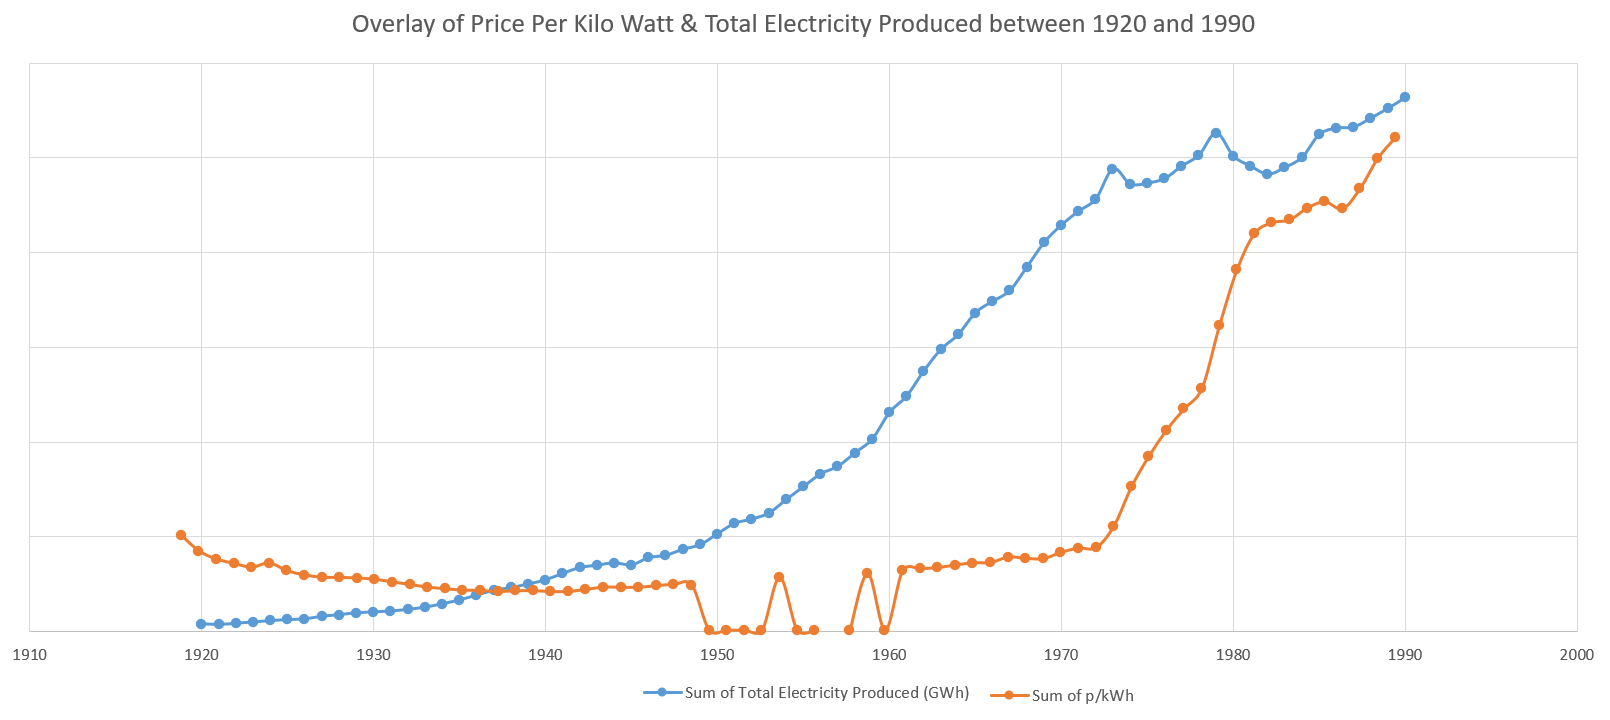 Overlay of Price Per Kilo Watt & Total Electricity Produced between 1920 and 1990
1910 1920 1930 1940 1950 1960 1970 1980 1990 2000
Sum of Total Electricity Produced (GWh) Sum of p/kWh